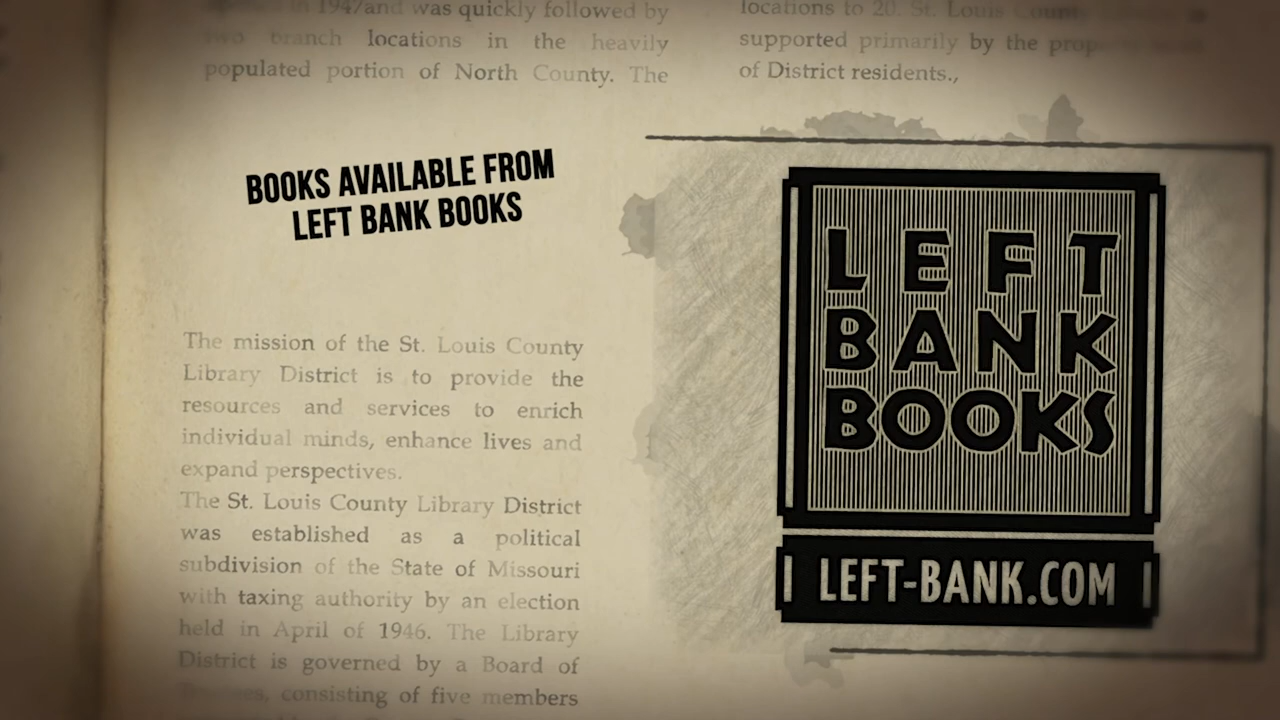 in 1947and was quickly followed by
two branch locations in the heavily
populated portion of North County. The
locations to 20. St. Louis County
supported primarily by the
of District residents.,
BOOKS AVAILABLE FROM
LEFT BANK BOOKS
The mission of the St. Louis County
Library District is to provide the
resources and services to enrich
individual minds, enhance lives and
expand perspectives.
The St. Louis County Library District
was established as a political
subdivision of the State of Missouri
with taxing authority by an election
held in April of 1946. The Library
District is governed by a Board of
Trustees, consisting of five members
LEFT
BANK
BOOKS
LEFT-BANK.COM